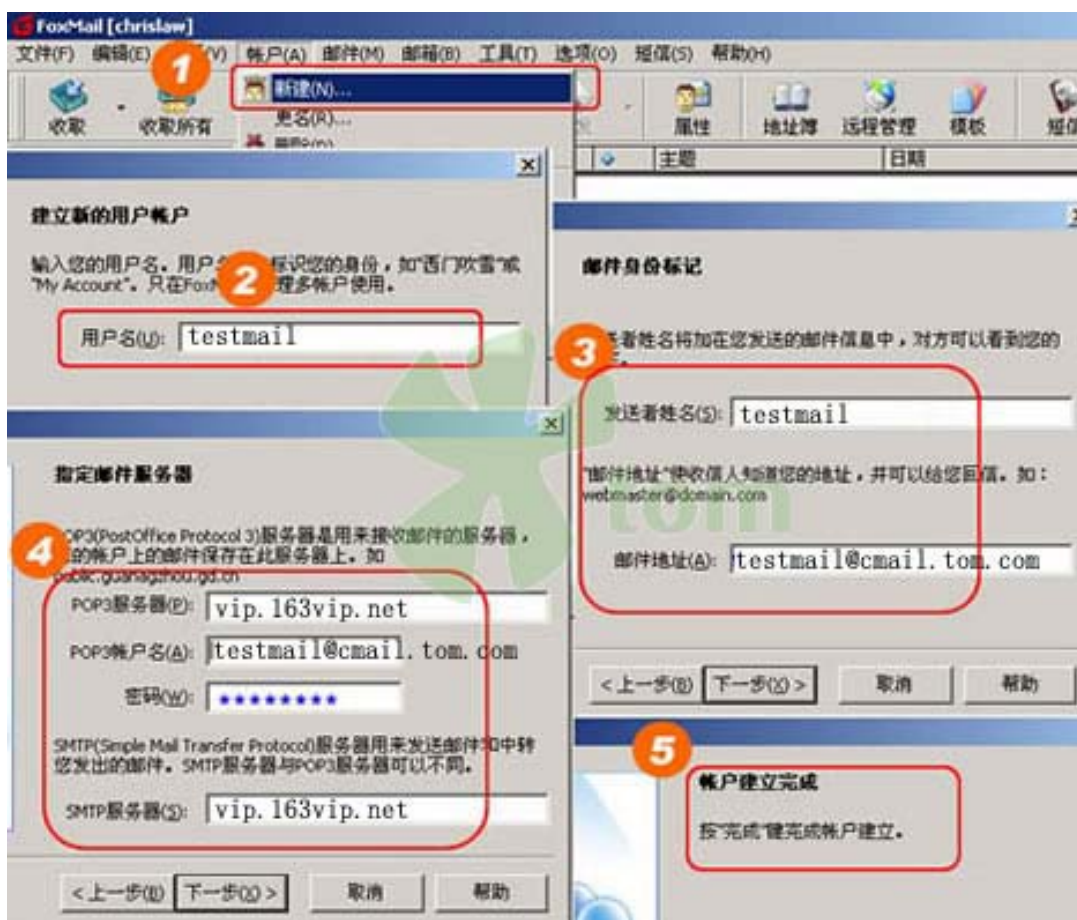 FoxMail [chrislaw]
文件(F) 编辑(E) (V) 帐户(A) 邮件(M) 邮箱(B) 工具(T) 选项(O) 短信(S) 帮助(H)
1
新建(N)...
更名(R)...
收取 收取所有 属性 地址簿 远程管理 模板 短信
主题 日期
建立新的用户帐户
输入您的用户名。用户 标识您的身份，如"西门吹雪"或
"My Account"。只在Fox 理多帐户使用。
2
用户名(U): testmail
邮件身份标记
3
者姓名将加在您发送的邮件信息中，对方可以看到您的
发送者姓名(S): testmail
"邮件地址"使收信人知道您的地址，并可以给您回信。如：
webmaster@domain.com
邮件地址(A): testmail@cmail.tom.com
<上一步(B) 下一步(X)> 取消 帮助
tom
指定邮件服务器
4
POP3(PostOffice Protocol 3)服务器是用来接收邮件的服务器，
的帐户上的邮件保存在此服务器上。如
public.guanagzhou.gd.cn
POP3服务器(P): vip.163vip.net
POP3帐户名(A): testmail@cmail.tom.com
密码(W): ********
SMTP(Simple Mail Transfer Protocol)服务器用来发送邮件和中转
您发出的邮件。SMTP服务器与POP3服务器可以不同。
SMTP服务器(S): vip.163vip.net
<上一步(B) 下一步(X)> 取消 帮助
5
帐户建立完成
按"完成"键完成帐户建立。